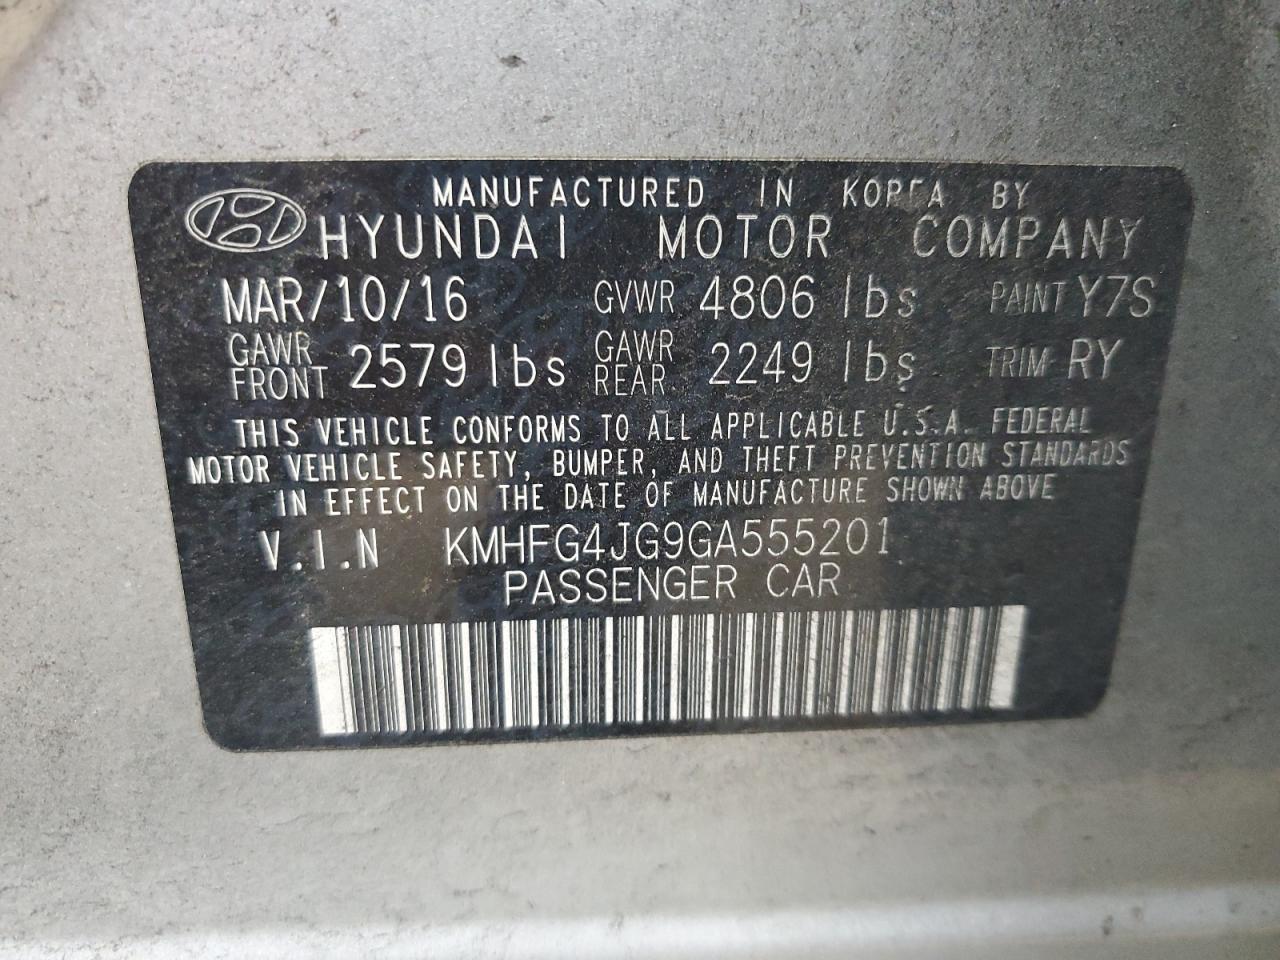 MANUFACTURED IN KOREA BY
HYUNDAI MOTOR COMPANY
MAR/10/16 GVWR 4806 lbs PAINT Y7S
GAWR FRONT 2579 lbs GAWR REAR 2249 lbs TRIM RY
THIS VEHICLE CONFORMS TO ALL APPLICABLE U.S.A. FEDERAL
MOTOR VEHICLE SAFETY, BUMPER, AND THEFT PREVENTION STANDARDS
IN EFFECT ON THE DATE OF MANUFACTURE SHOWN ABOVE
V.I.N KMHFG4JG9GA555201
PASSENGER CAR